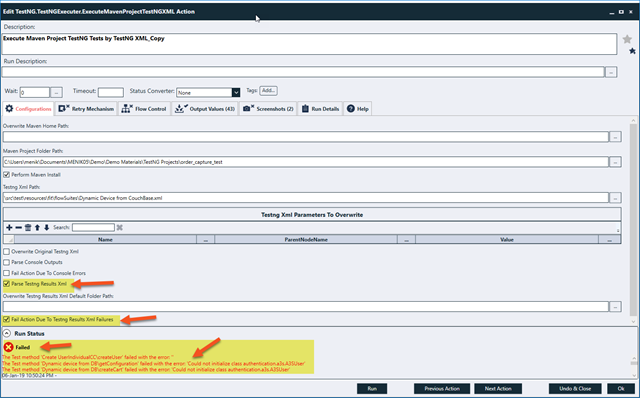 Edit TestNG.TestNGExecuter.ExecuteMavenProjectTestNGXML Action
Description:
Execute Maven Project TestNG Tests by TestNG XML_Copy
Run Description:
...
Wait: 0 ... Timeout: Status Converter: None Tags: Add...
Configurations Retry Mechanism Flow Control Output Values (43) Screenshots (2) Run Details Help
Overwrite Maven Home Path:
...
Maven Project Folder Path:
C:\Users\menik\Documents\MENIK05\Demo\Demo Materials\TestNG Projects\order_capture_test ...
Perform Maven Install
Testng Xml Path:
\src\test\resources\fit\flowSuites\Dynamic Device from CouchBase.xml ...
Testng Xml Parameters To Overwrite
Search:
Name ... ParentNodeName ... Value ...
Overwrite Original Testng Xml
Parse Console Outputs
Fail Action Due To Console Errors
Parse Testng Results Xml
Overwrite Testng Results Xml Default Folder Path:
...
Fail Action Due To Testng Results Xml Failures
Run Status
Failed
The Test method 'Create UserIndividualCC\createUser' failed with the error: ''
The Test method 'Dynamic device from DB\getConfiguration' failed with the error: 'Could not initialize class authentication.a3s.A3SUser'
The Test method 'Dynamic device from DB\createCart' failed with the error: 'Could not initialize class authentication.a3s.A3SUser'
06-Jan-19 10:50:24 PM -
Run Previous Action Next Action Undo & Close Ok